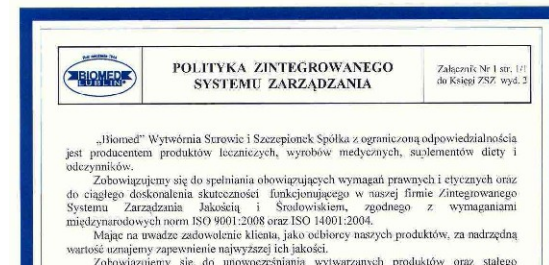 BIOMED
LUBLIN
POLITYKA ZINTEGROWANEGO
SYSTEMU ZARZĄDZANIA
Załącznik Nr 1 str. 1/1
do Księgi ZSZ wyd. 2
„Biomed” Wytwórnia Surowic i Szczepionek Spółka z ograniczoną odpowiedzialnością
jest producentem produktów leczniczych, wyrobów medycznych, suplementów diety i
odczynników.
Zobowiązujemy się do spełniania obowiązujących wymagań prawnych i etycznych oraz
do ciągłego doskonalenia skuteczności funkcjonującego w naszej firmie Zintegrowanego
Systemu Zarządzania Jakością i Środowiskiem, zgodnego z wymaganiami
międzynarodowych norm ISO 9001:2008 oraz ISO 14001:2004.
Mając na uwadze zadowolenie klienta, jako odbiorcy naszych produktów, za nadrzędną
wartość uznajemy zapewnienie najwyższej ich jakości.
Zobowiązujemy się do unowocześniania wytwarzanych produktów oraz stałego